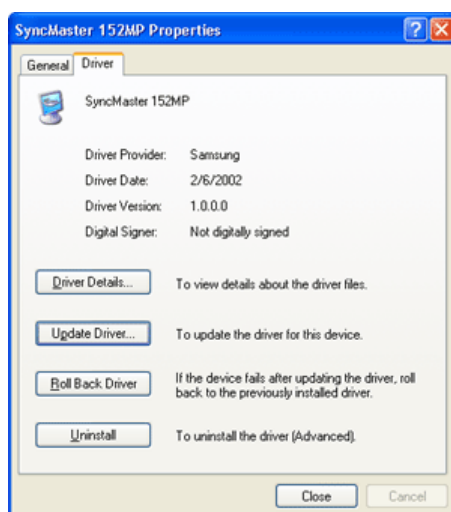 SyncMaster 152MP Properties
General Driver
SyncMaster 152MP
Driver Provider: Samsung
Driver Date: 2/6/2002
Driver Version: 1.0.0.0
Digital Signer: Not digitally signed
Driver Details... To view details about the driver files.
Update Driver... To update the driver for this device.
Roll Back Driver If the device fails after updating the driver, roll
back to the previously installed driver.
Uninstall To uninstall the driver (Advanced).
Close Cancel